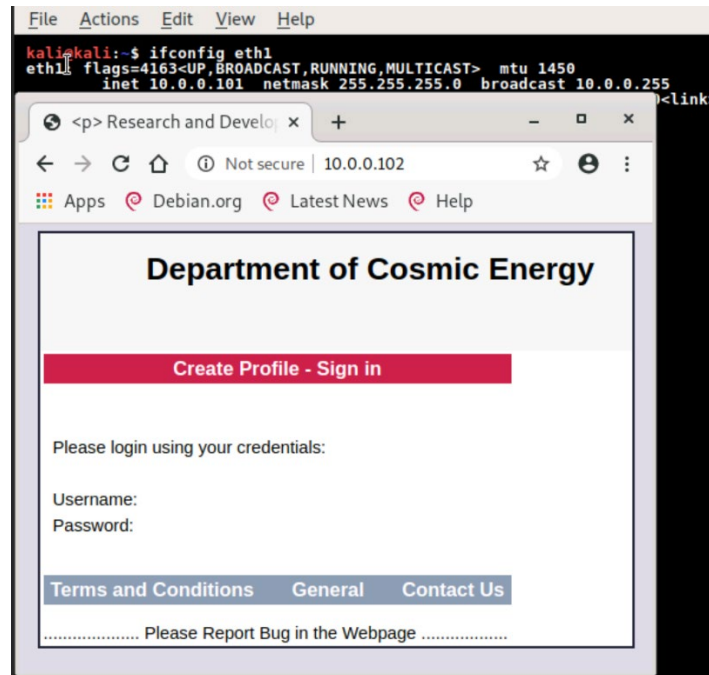 File Actions Edit View Help
kali@kali:~$ ifconfig eth1
eth1: flags=4163<UP,BROADCAST,RUNNING,MULTICAST> mtu 1450
inet 10.0.0.101 netmask 255.255.255.0 broadcast 10.0.0.255
<link
<p> Research and Develop
Not secure | 10.0.0.102
Apps Debian.org Latest News Help
Department of Cosmic Energy
Create Profile - Sign in
Please login using your credentials:
Username:
Password:
Terms and Conditions General Contact Us
.................... Please Report Bug in the Webpage ..................